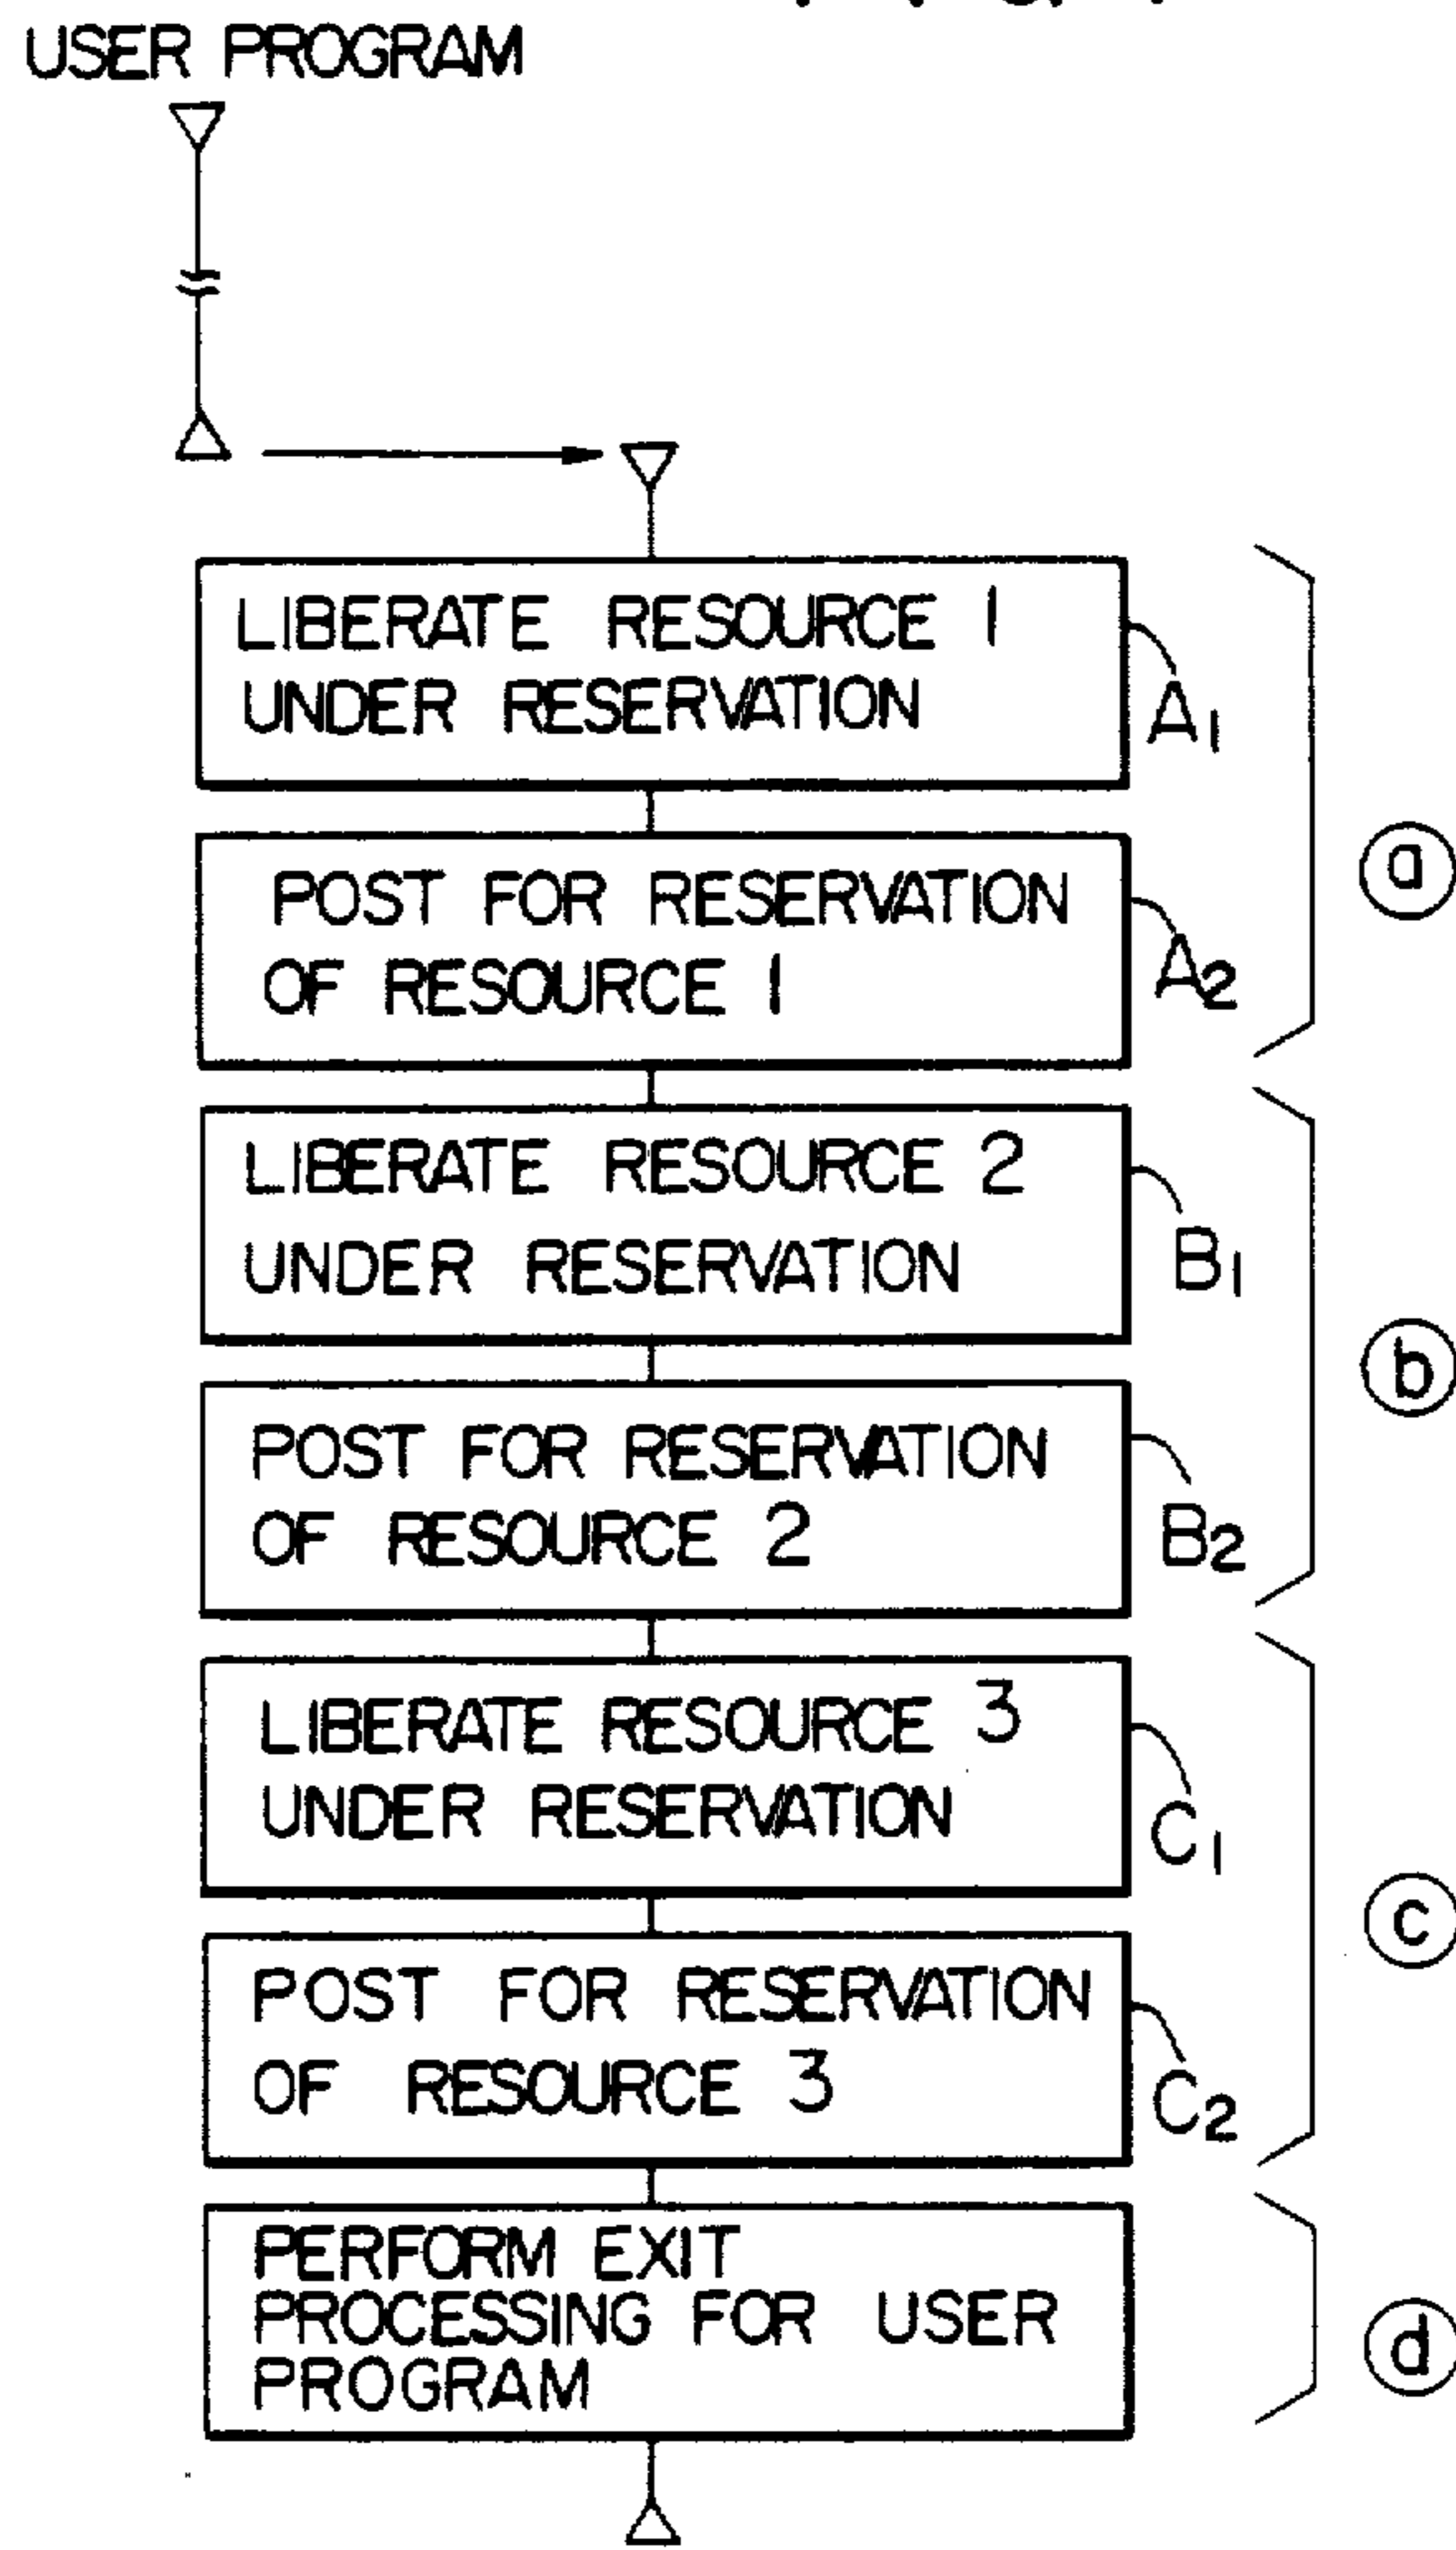 USER PROGRAM
LIBERATE RESOURCE 1
UNDER RESERVATION
A1
POST FOR RESERVATION
OF RESOURCE 1
A2
a
LIBERATE RESOURCE 2
UNDER RESERVATION
B1
POST FOR RESERVATION
OF RESOURCE 2
B2
b
LIBERATE RESOURCE 3
UNDER RESERVATION
C1
POST FOR RESERVATION
OF RESOURCE 3
C2
c
PERFORM EXIT
PROCESSING FOR USER
PROGRAM
d